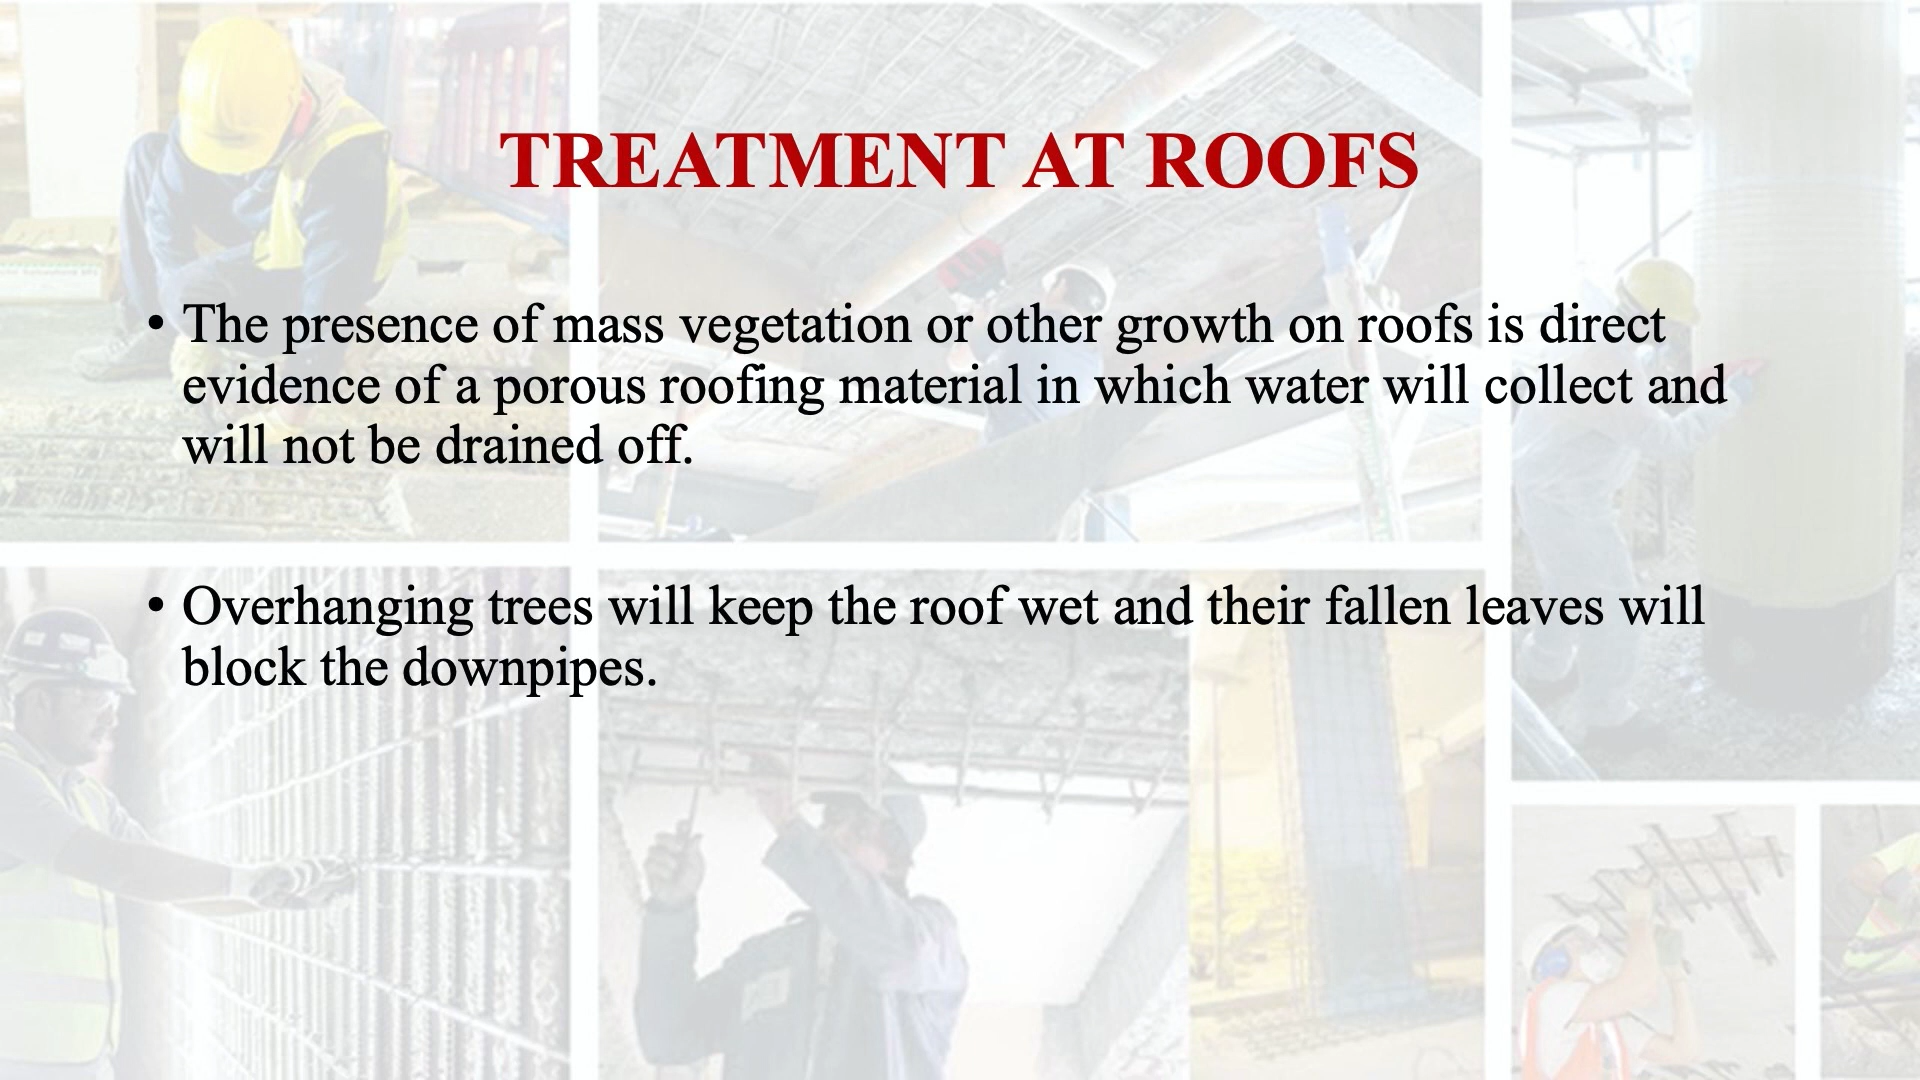 TREATMENT AT ROOFS
• The presence of mass vegetation or other growth on roofs is direct
evidence of a porous roofing material in which water will collect and
will not be drained off.
• Overhanging trees will keep the roof wet and their fallen leaves will
block the downpipes.